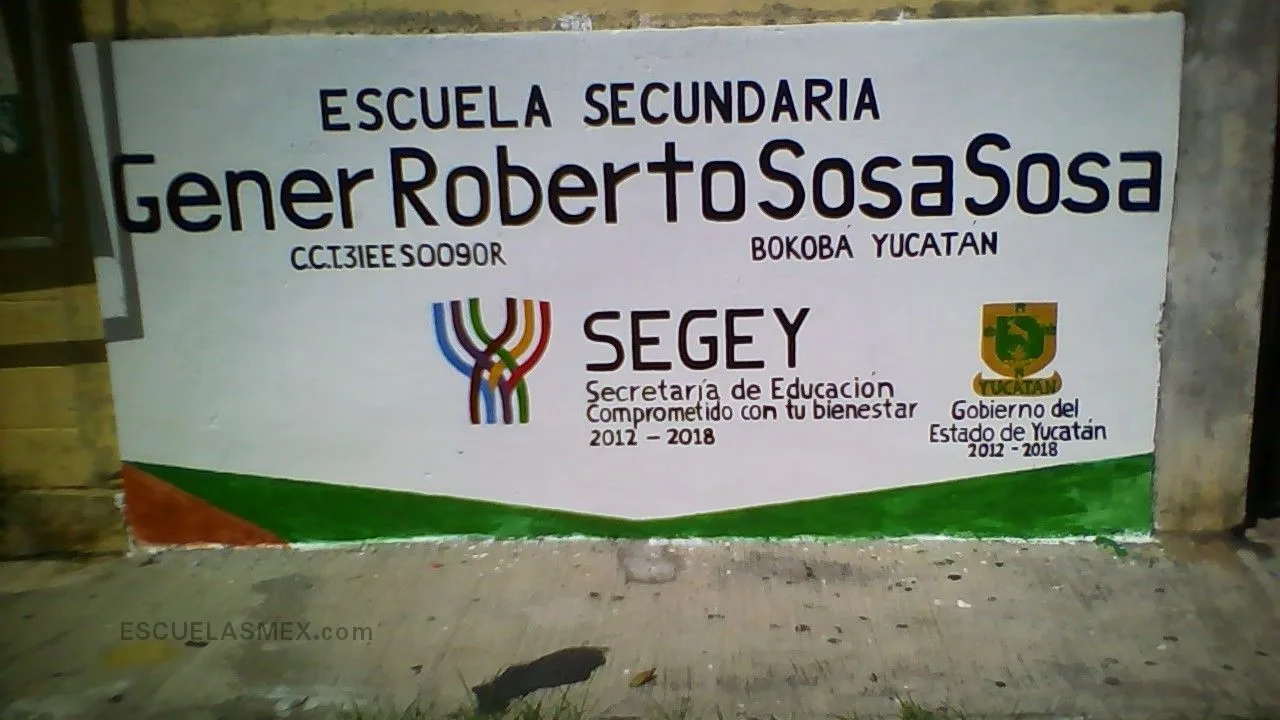 ESCUELA SECUNDARIA
Gener Roberto Sosa Sosa
C.C.T.31EES0090R
BOKOBÁ YUCATÁN
SEGEY
Secretaría de Educación
Comprometido con tu bienestar
2012 - 2018
YUCATAN
Gobierno del
Estado de Yucatán
2012 - 2018
ESCUELASMEX.com